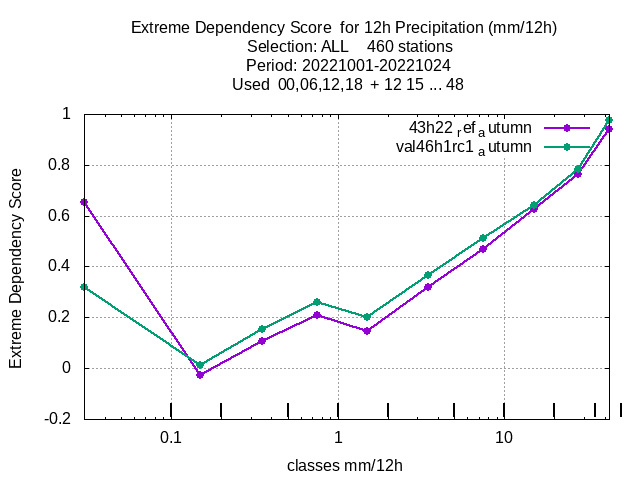 Extreme Dependency Score  for 12h Precipitation (mm/12h)
Selection: ALL    460 stations
Period: 20221001-20221024
Used  00,06,12,18  + 12 15 ... 48
43h22 ref a utumn
val46h1rc1 a utumn
1
0.8
0.6
0.4
0.2
0
-0.2
Extreme Dependency Score
0.1
1
10
classes mm/12h